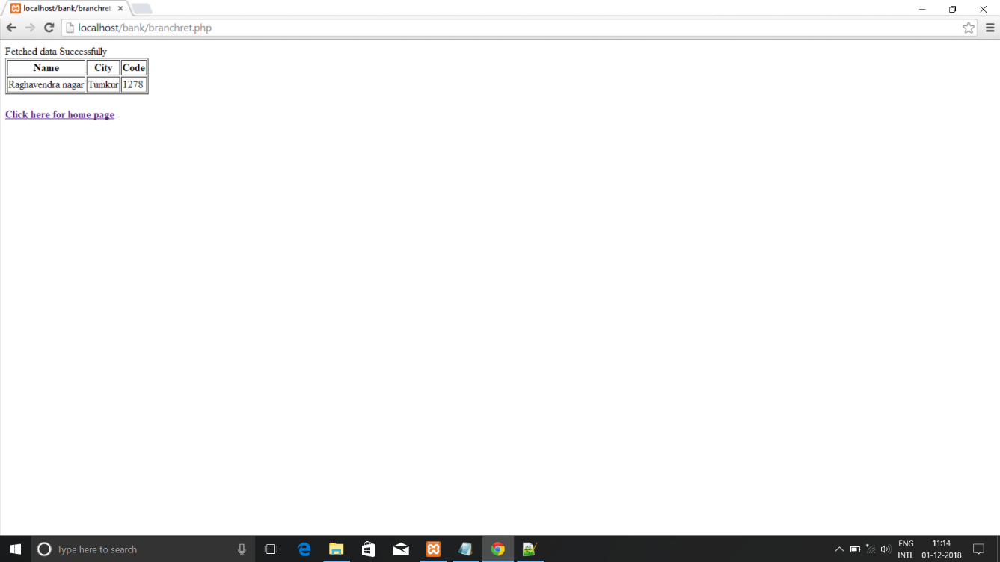 localhost/bank/branchret.
localhost/bank/branchret.php
Fetched data Successfully
Name City Code
Raghavendra nagar Tumkur 1278
Click here for home page
Type here to search
ENG 11:14
INTL 01-12-2018